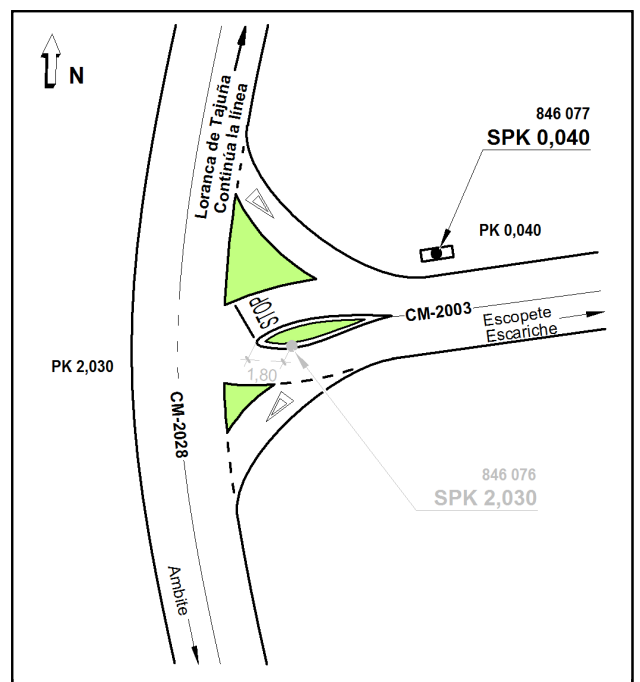 N
Loranca de Tajuña
Continúa la línea
846 077
SPK 0,040
PK 0,040
STOP
CM-2003
Escopete
Escariche
PK 2,030
1,80
CM-2028
846 076
SPK 2,030
Ambite